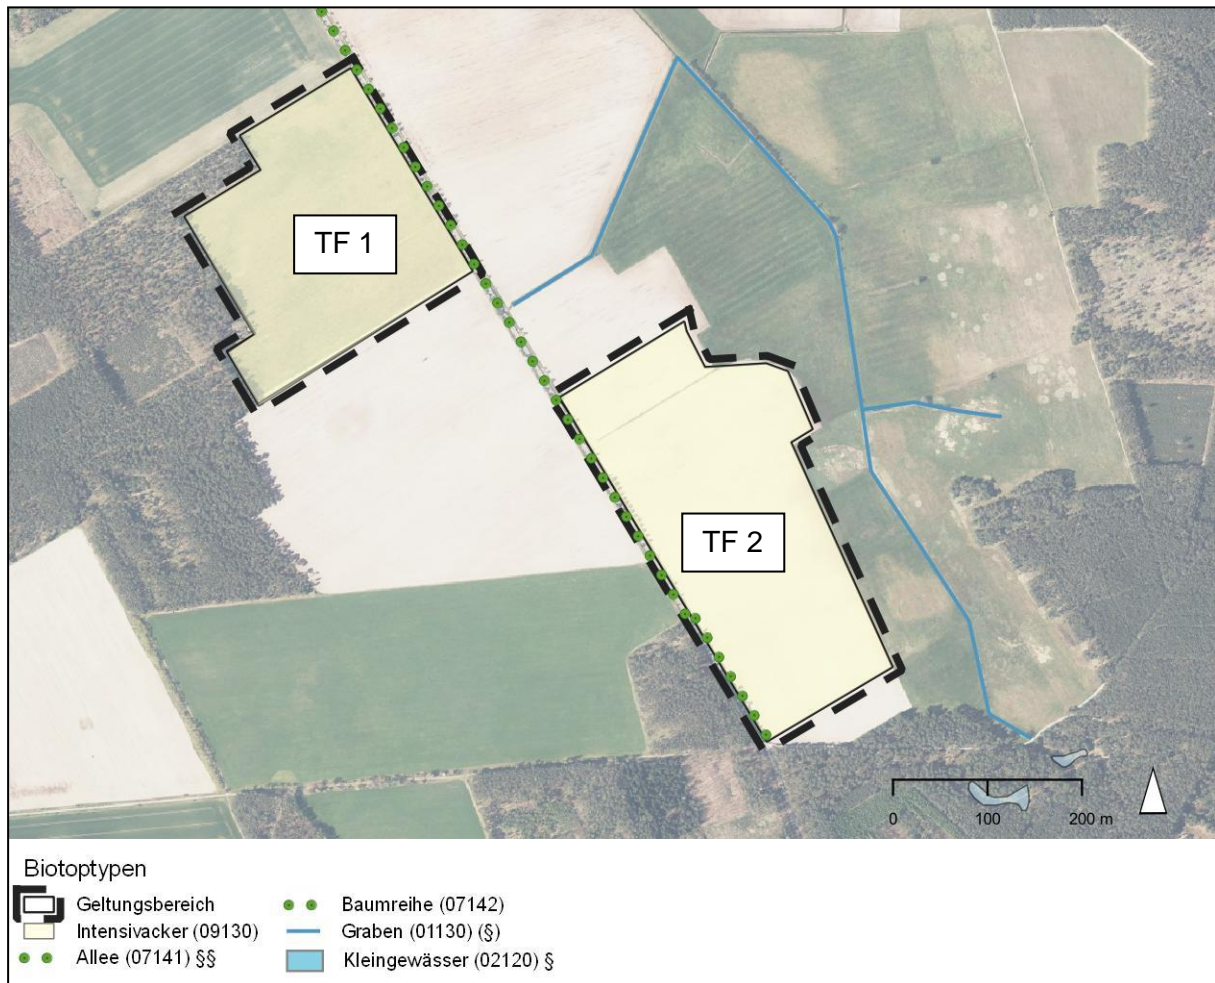 TF 1
TF 2
0 100 200 m
Biotoptypen
Geltungsbereich
Intensivacker (09130)
Allee (07141) §§
Baumreihe (07142)
Graben (01130) (§)
Kleingewässer (02120) §